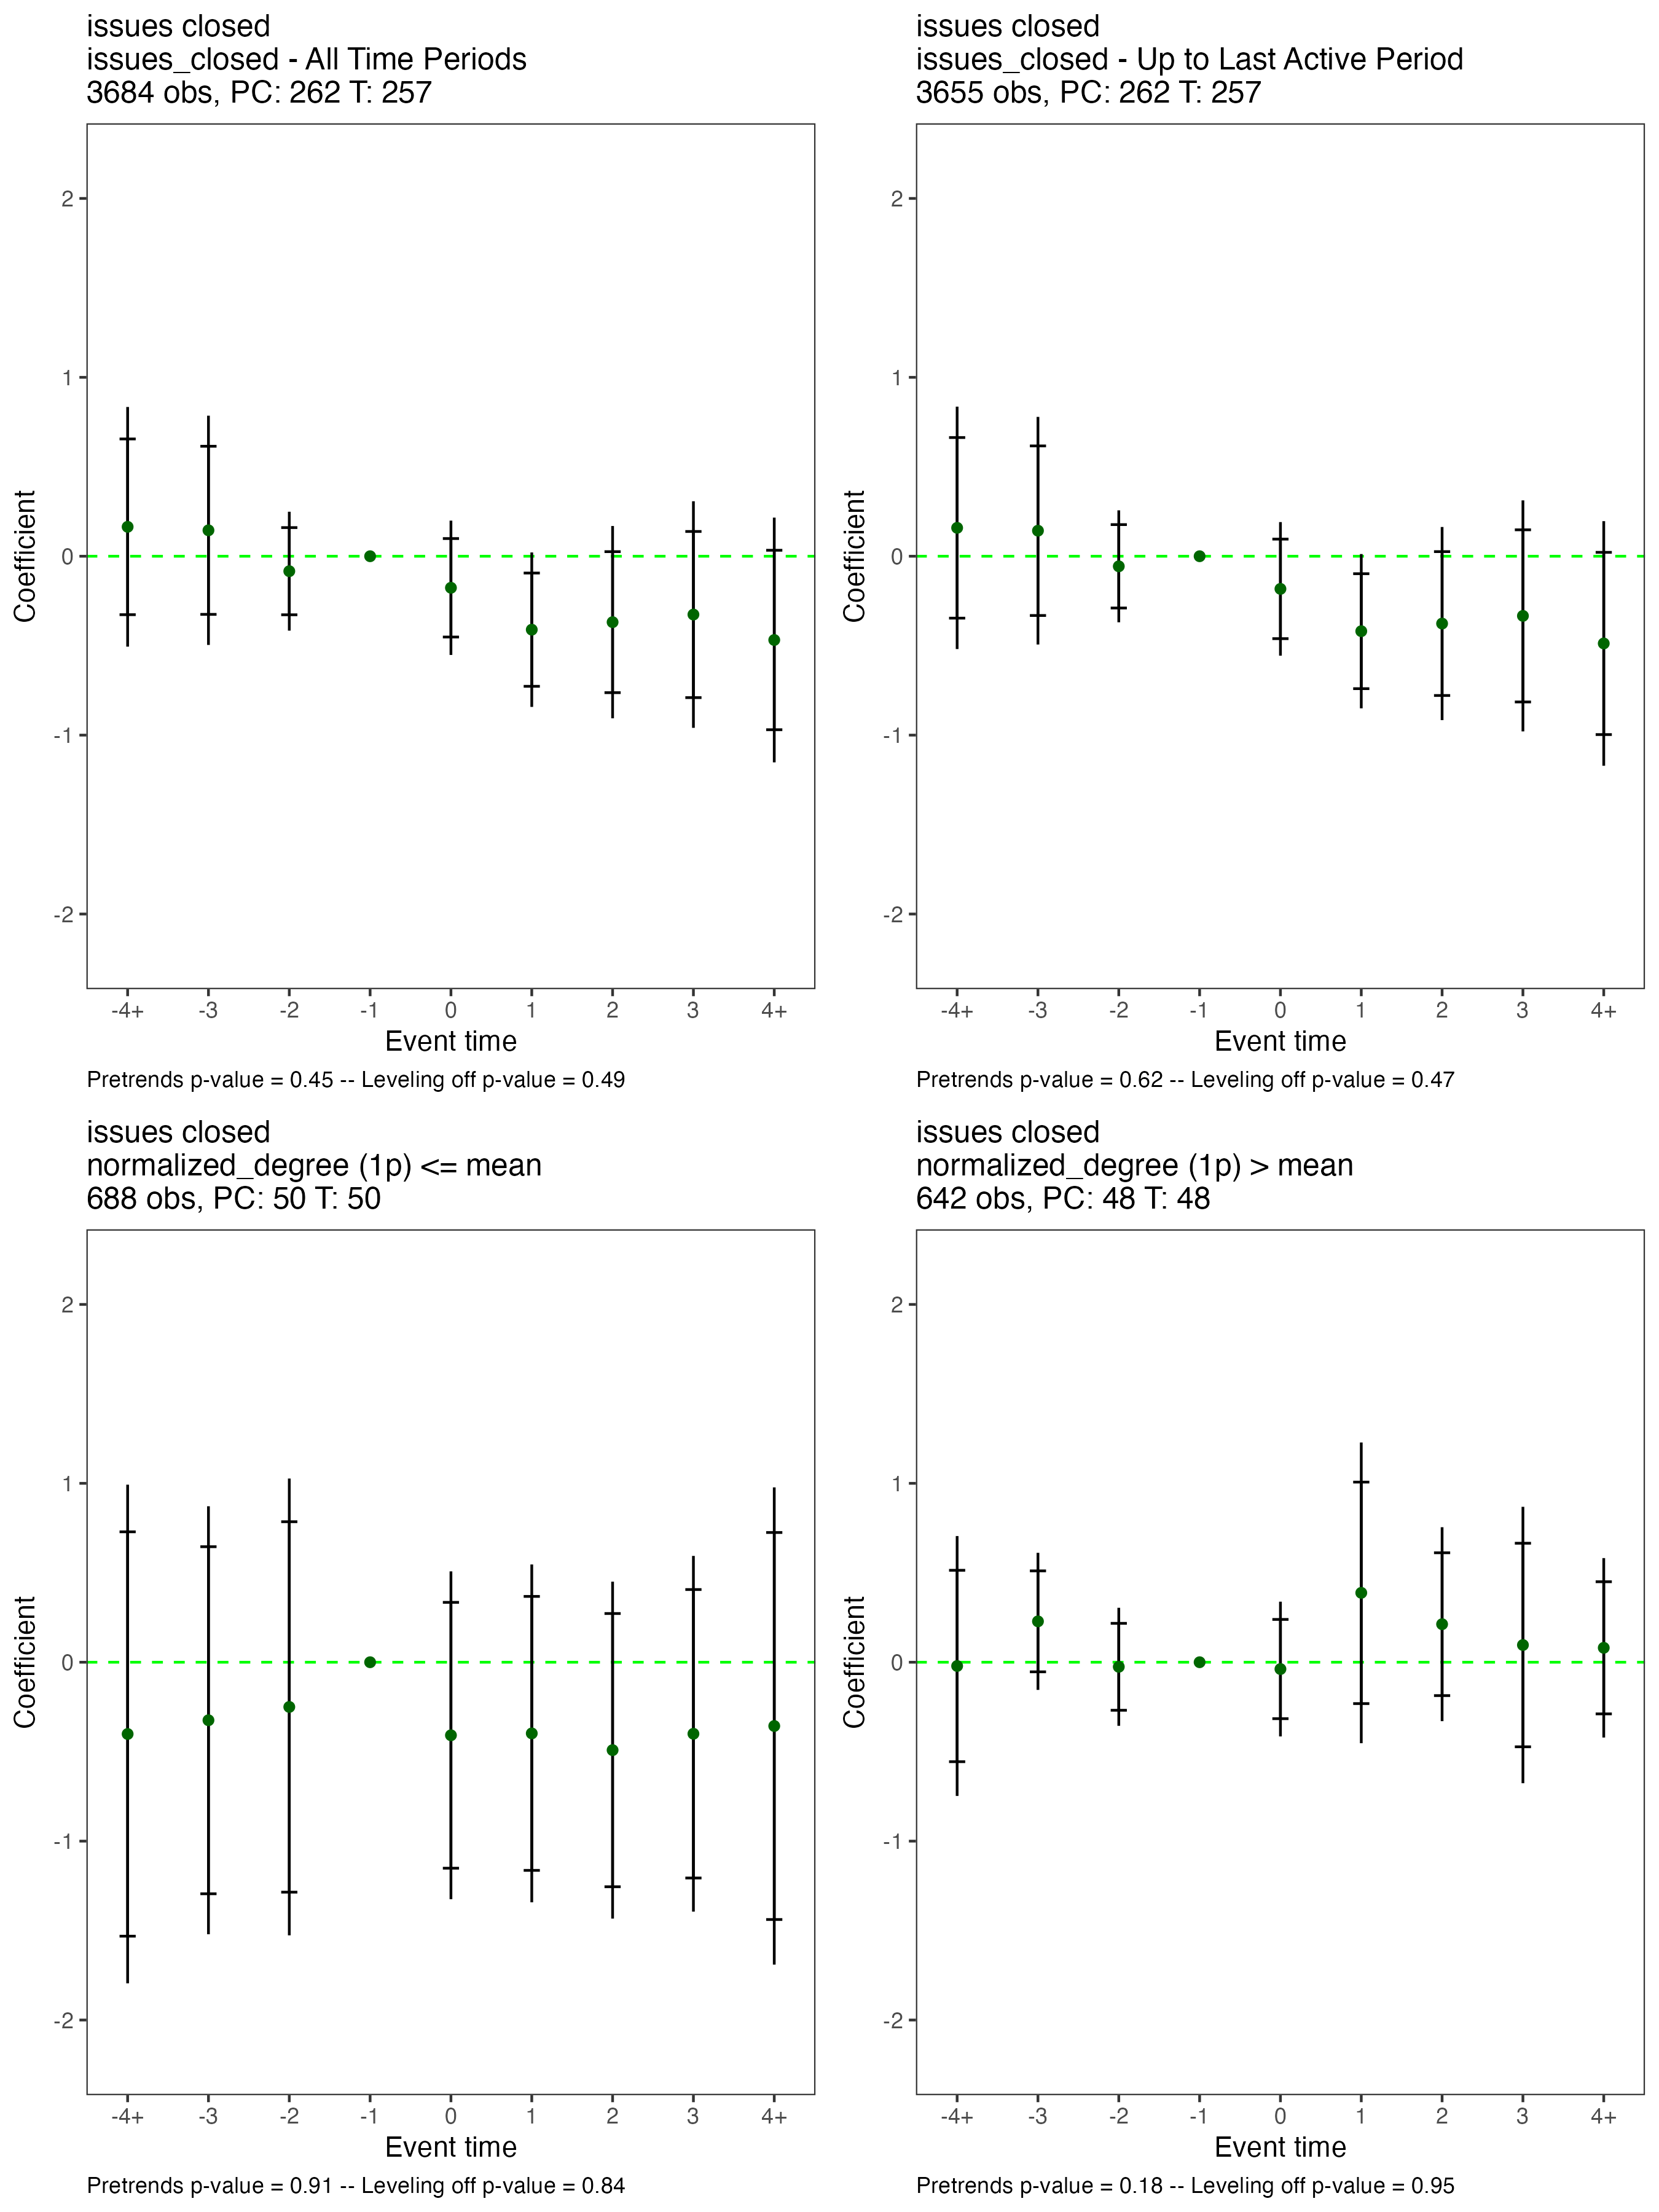 issues closed
issues_closed - All Time Periods
3684 obs, PC: 262 T: 257
2
1
0
-1
-2
Coefficient
-4+ -3 -2 -1 0 1 2 3 4+
Event time
Pretrends p-value = 0.45 -- Leveling off p-value = 0.49
issues closed
issues_closed - Up to Last Active Period
3655 obs, PC: 262 T: 257
2
1
0
-1
-2
Coefficient
-4+ -3 -2 -1 0 1 2 3 4+
Event time
Pretrends p-value = 0.62 -- Leveling off p-value = 0.47
issues closed
normalized_degree (1p) <= mean
688 obs, PC: 50 T: 50
2
1
0
-1
-2
Coefficient
-4+ -3 -2 -1 0 1 2 3 4+
Event time
Pretrends p-value = 0.91 -- Leveling off p-value = 0.84
issues closed
normalized_degree (1p) > mean
642 obs, PC: 48 T: 48
2
1
0
-1
-2
Coefficient
-4+ -3 -2 -1 0 1 2 3 4+
Event time
Pretrends p-value = 0.18 -- Leveling off p-value = 0.95